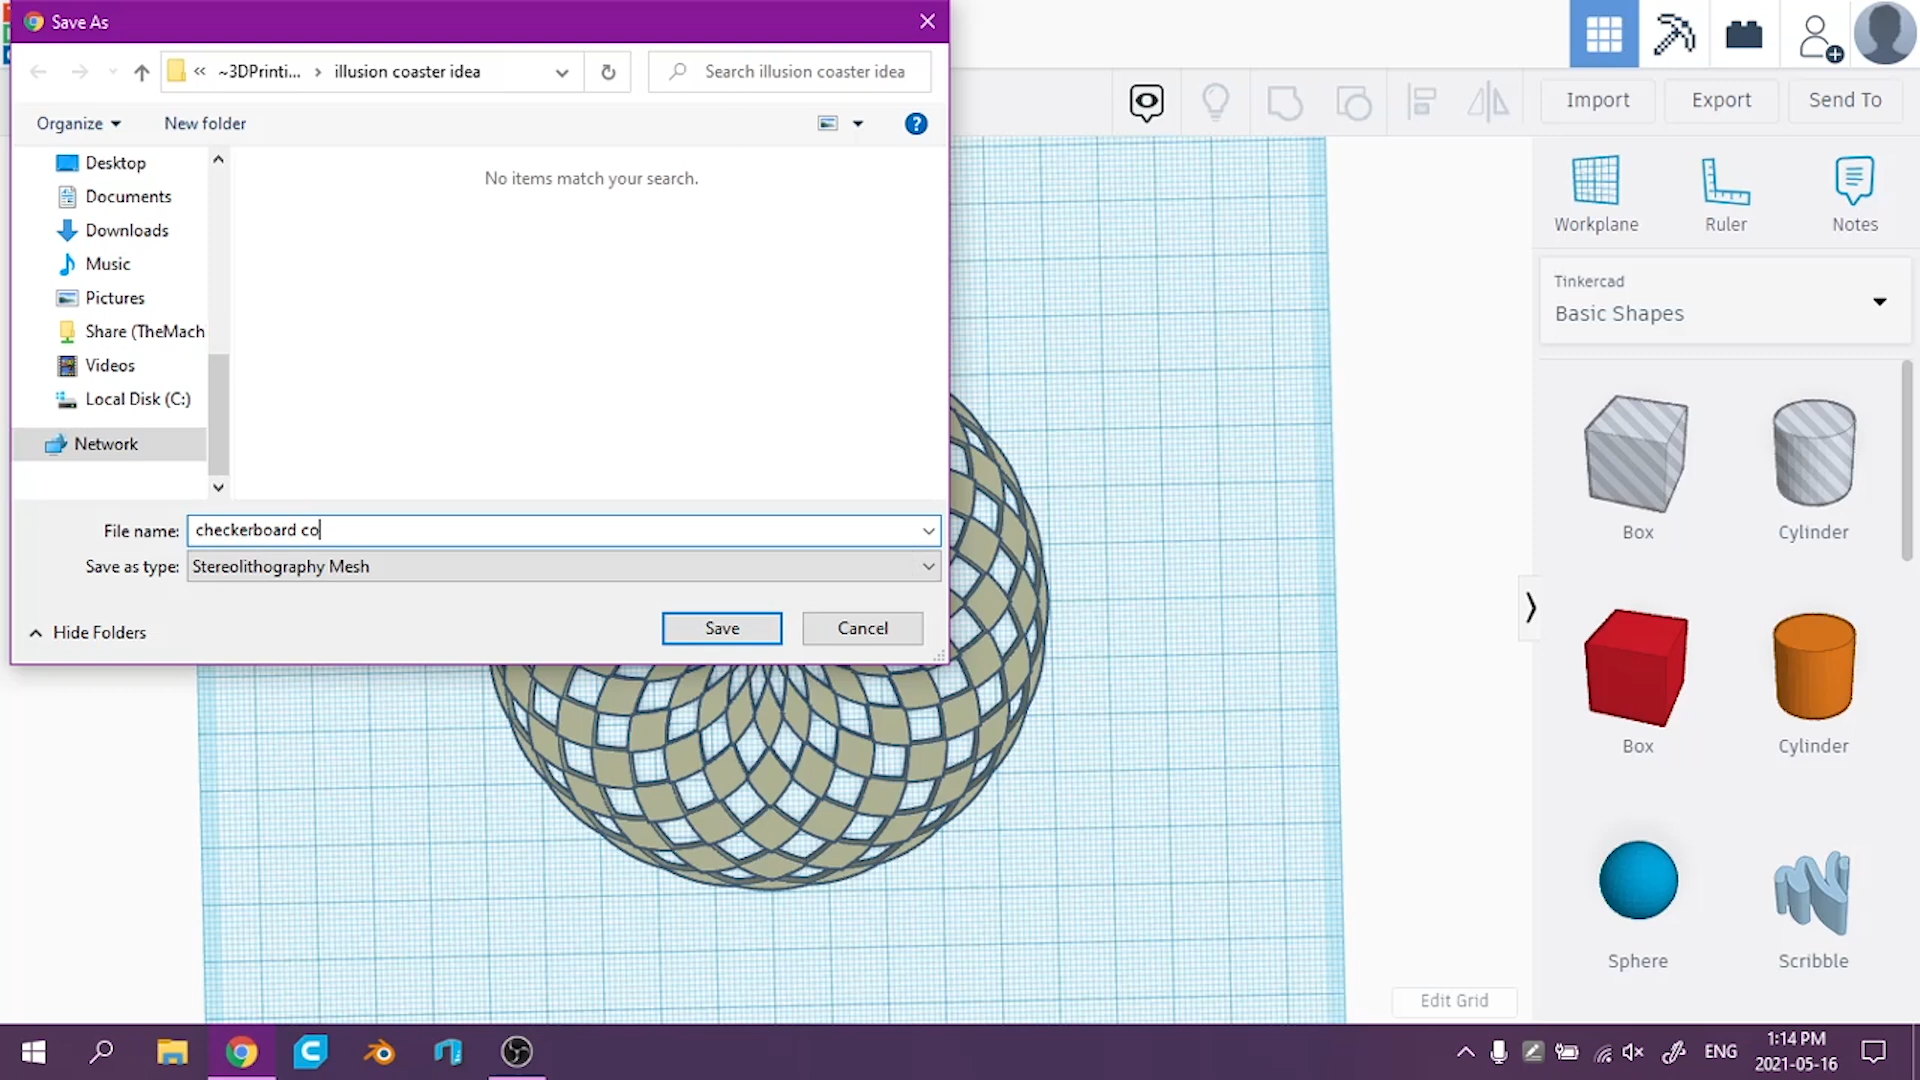 Save As
« ~3DPrinti... › illusion coaster idea
Search illusion coaster idea
Organize
New folder
Desktop
Documents
Downloads
Music
Pictures
Share (TheMach
Videos
Local Disk (C:)
Network
No items match your search.
File name: checkerboard co
Save as type: Stereolithography Mesh
Hide Folders
Save
Cancel
Import
Export
Send To
Workplane
Ruler
Notes
Tinkercad
Basic Shapes
Box
Cylinder
Box
Cylinder
Sphere
Scribble
Edit Grid
ENG
1:14 PM
2021-05-16